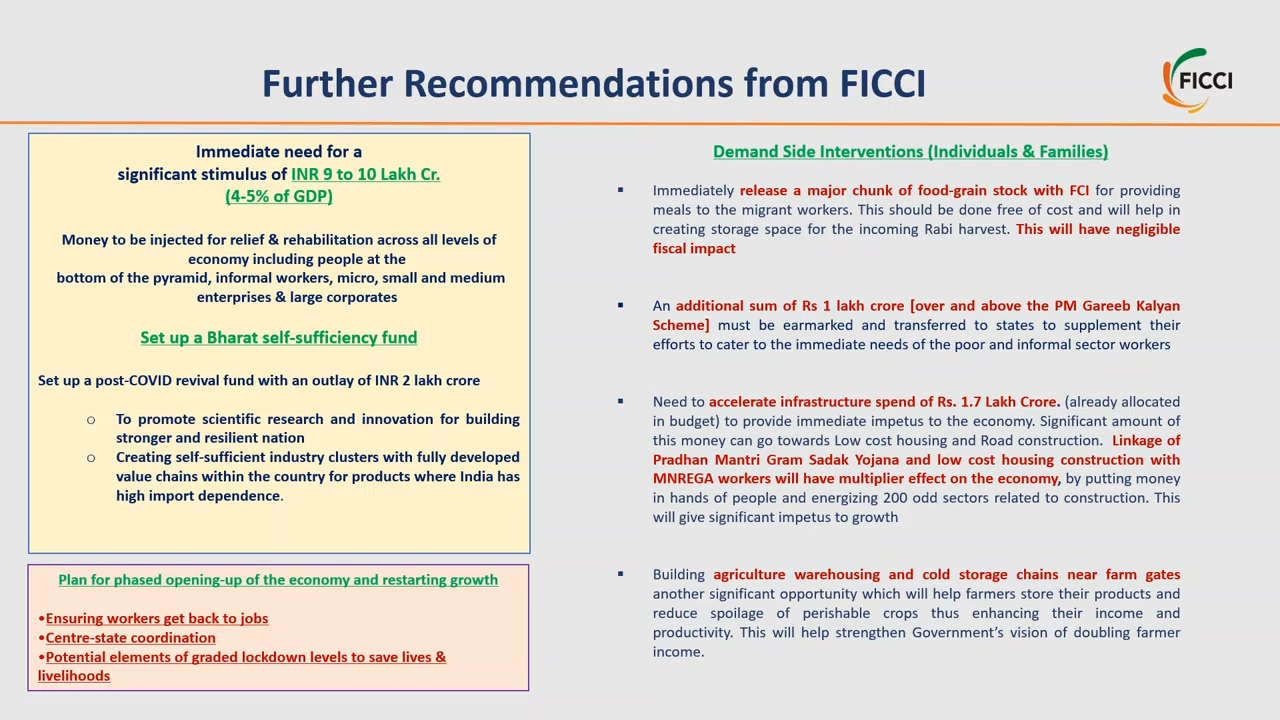 Further Recommendations from FICCI
FICCI
Immediate need for a
significant stimulus of INR 9 to 10 Lakh Cr.
(4-5% of GDP)
Money to be injected for relief & rehabilitation across all levels of
economy including people at the
bottom of the pyramid, informal workers, micro, small and medium
enterprises & large corporates
Set up a Bharat self-sufficiency fund
Set up a post-COVID revival fund with an outlay of INR 2 lakh crore
o To promote scientific research and innovation for building
stronger and resilient nation
o Creating self-sufficient industry clusters with fully developed
value chains within the country for products where India has
high import dependence.
Plan for phased opening-up of the economy and restarting growth
•Ensuring workers get back to jobs
•Centre-state coordination
•Potential elements of graded lockdown levels to save lives &
livelihoods
Demand Side Interventions (Individuals & Families)
▪ Immediately release a major chunk of food-grain stock with FCI for providing
meals to the migrant workers. This should be done free of cost and will help in
creating storage space for the incoming Rabi harvest. This will have negligible
fiscal impact
▪ An additional sum of Rs 1 lakh crore [over and above the PM Gareeb Kalyan
Scheme] must be earmarked and transferred to states to supplement their
efforts to cater to the immediate needs of the poor and informal sector workers
▪ Need to accelerate infrastructure spend of Rs. 1.7 Lakh Crore. (already allocated
in budget) to provide immediate impetus to the economy. Significant amount of
this money can go towards Low cost housing and Road construction. Linkage of
Pradhan Mantri Gram Sadak Yojana and low cost housing construction with
MNREGA workers will have multiplier effect on the economy, by putting money
in hands of people and energizing 200 odd sectors related to construction. This
will give significant impetus to growth
▪ Building agriculture warehousing and cold storage chains near farm gates
another significant opportunity which will help farmers store their products and
reduce spoilage of perishable crops thus enhancing their income and
productivity. This will help strengthen Government's vision of doubling farmer
income.